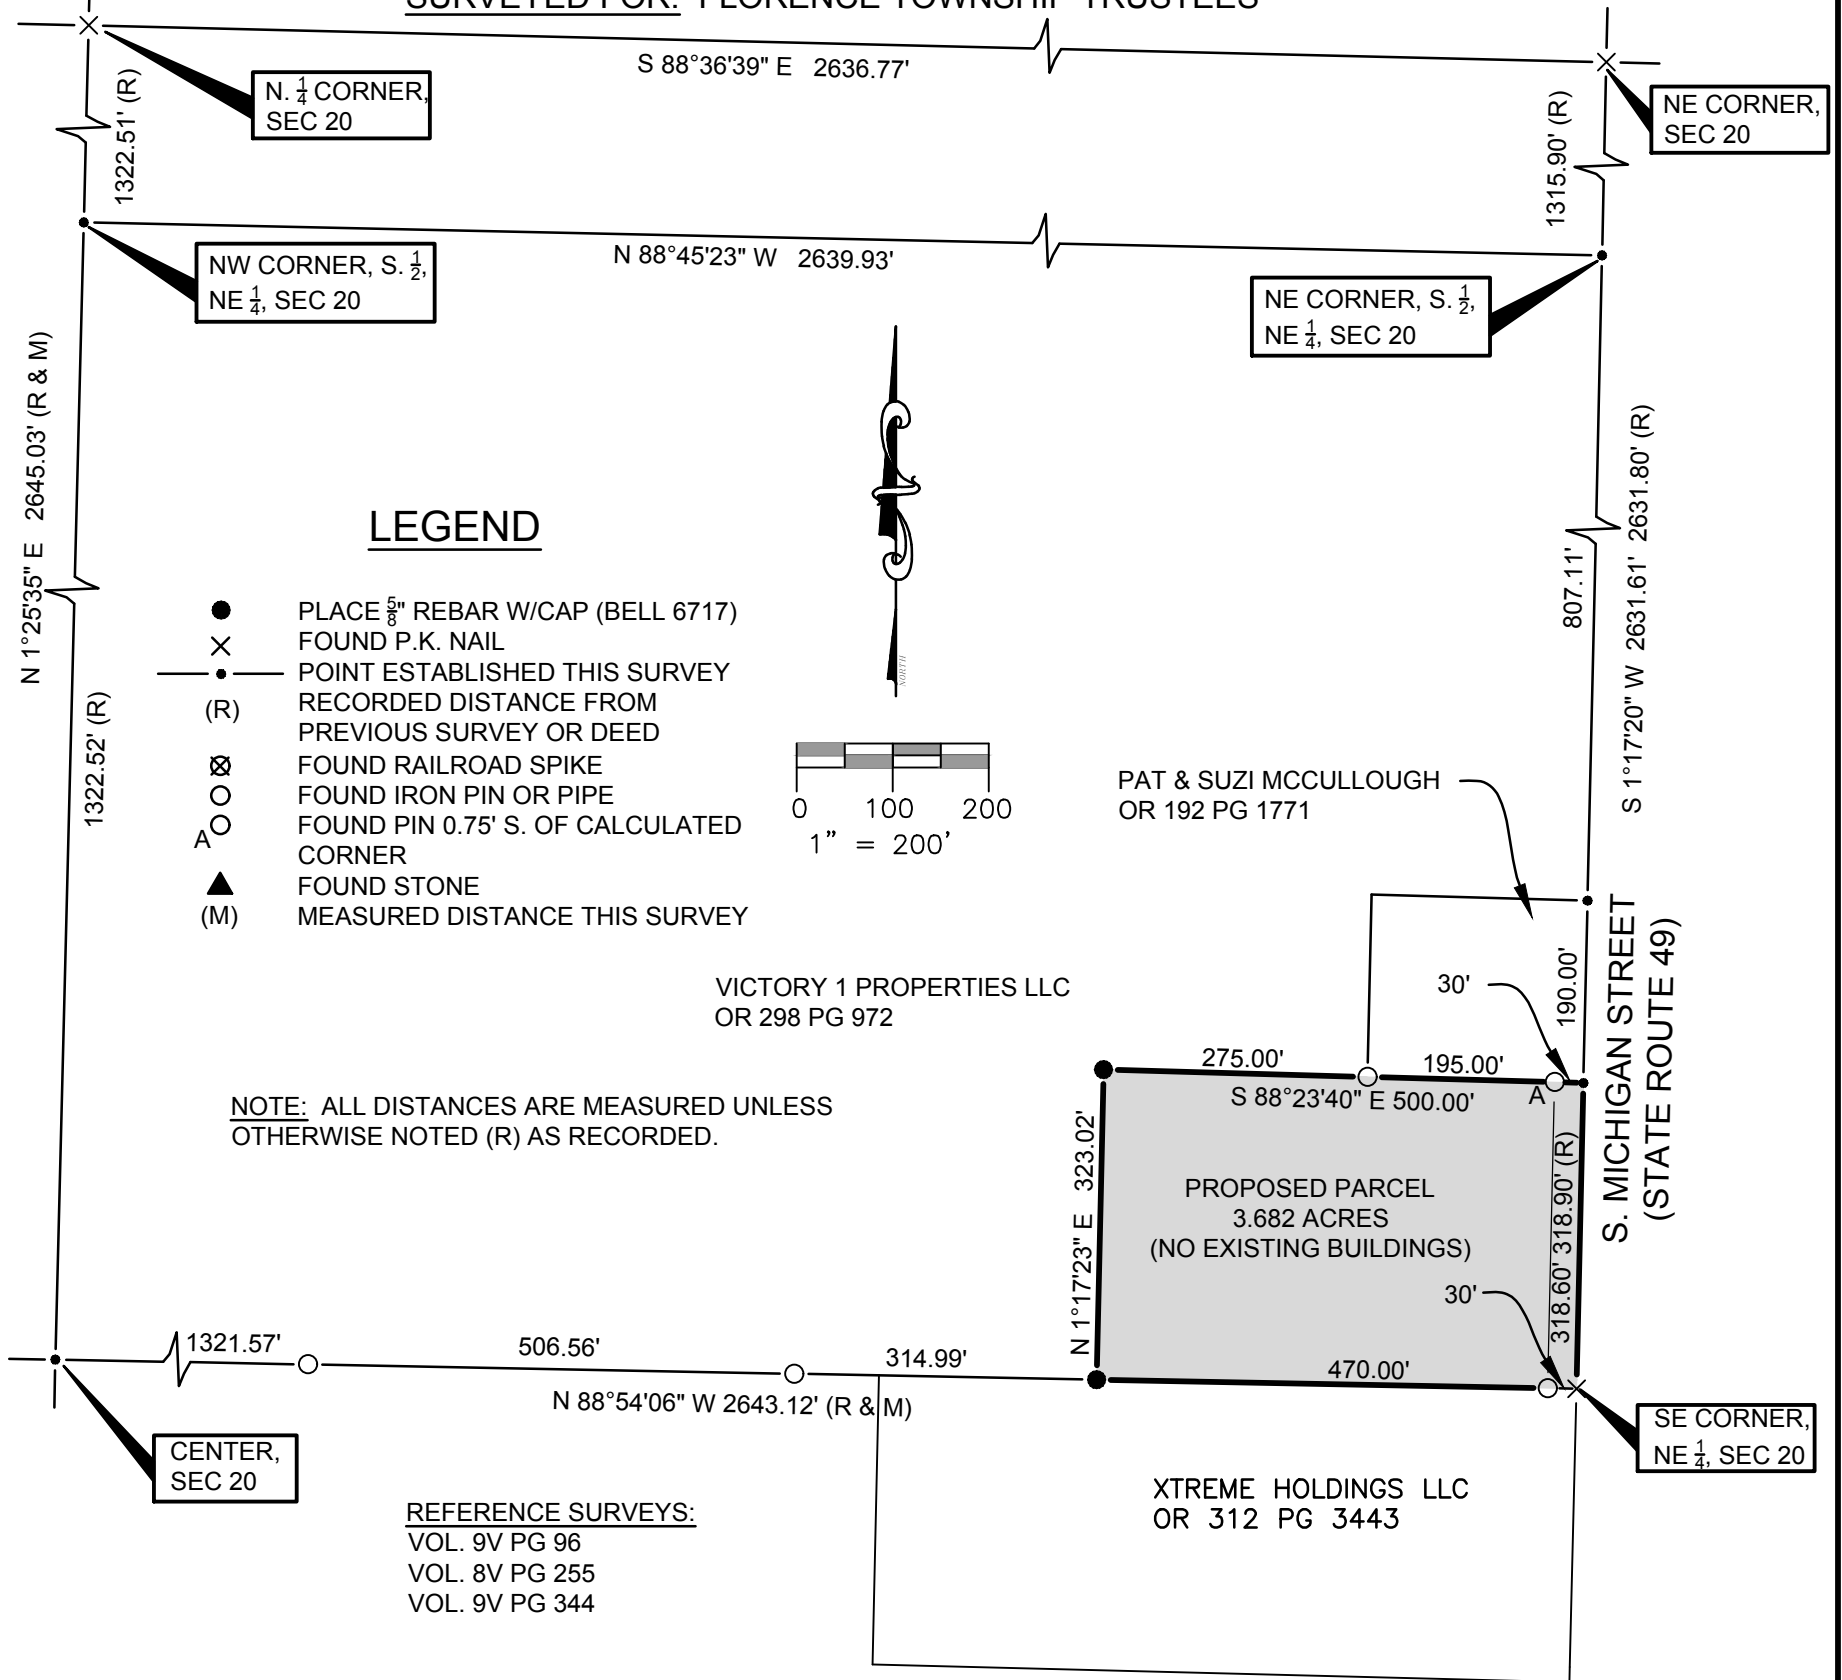 SURVEYED FOR: FLORENCE TOWNSHIP TRUSTEES
S 88°36'39" E 2636.77'
N. 1/4 CORNER,
SEC 20
NE CORNER,
SEC 20
1322.51' (R)
1315.90' (R)
N 88°45'23" W 2639.93'
NW CORNER, S. 1/2,
NE 1/4, SEC 20
NE CORNER, S. 1/2,
NE 1/4, SEC 20
N 1°25'35" E 2645.03' (R & M)
1322.52' (R)
S 1°17'20" W 2631.61' 2631.80' (R)
807.11'
LEGEND
PLACE 5/8" REBAR W/CAP (BELL 6717)
FOUND P.K. NAIL
POINT ESTABLISHED THIS SURVEY
(R) RECORDED DISTANCE FROM
PREVIOUS SURVEY OR DEED
FOUND RAILROAD SPIKE
FOUND IRON PIN OR PIPE
A FOUND PIN 0.75' S. OF CALCULATED
CORNER
FOUND STONE
(M) MEASURED DISTANCE THIS SURVEY
NORTH
0 100 200
1" = 200'
PAT & SUZI MCCULLOUGH
OR 192 PG 1771
VICTORY 1 PROPERTIES LLC
OR 298 PG 972
30'
190.00'
S. MICHIGAN STREET
(STATE ROUTE 49)
275.00'
195.00'
S 88°23'40" E 500.00'
A
NOTE: ALL DISTANCES ARE MEASURED UNLESS
OTHERWISE NOTED (R) AS RECORDED.
N 1°17'23" E 323.02'
PROPOSED PARCEL
3.682 ACRES
(NO EXISTING BUILDINGS)
318.60' 318.90' (R)
30'
1321.57'
506.56'
314.99'
470.00'
N 88°54'06" W 2643.12' (R & M)
CENTER,
SEC 20
SE CORNER,
NE 1/4, SEC 20
XTREME HOLDINGS LLC
OR 312 PG 3443
REFERENCE SURVEYS:
VOL. 9V PG 96
VOL. 8V PG 255
VOL. 9V PG 344